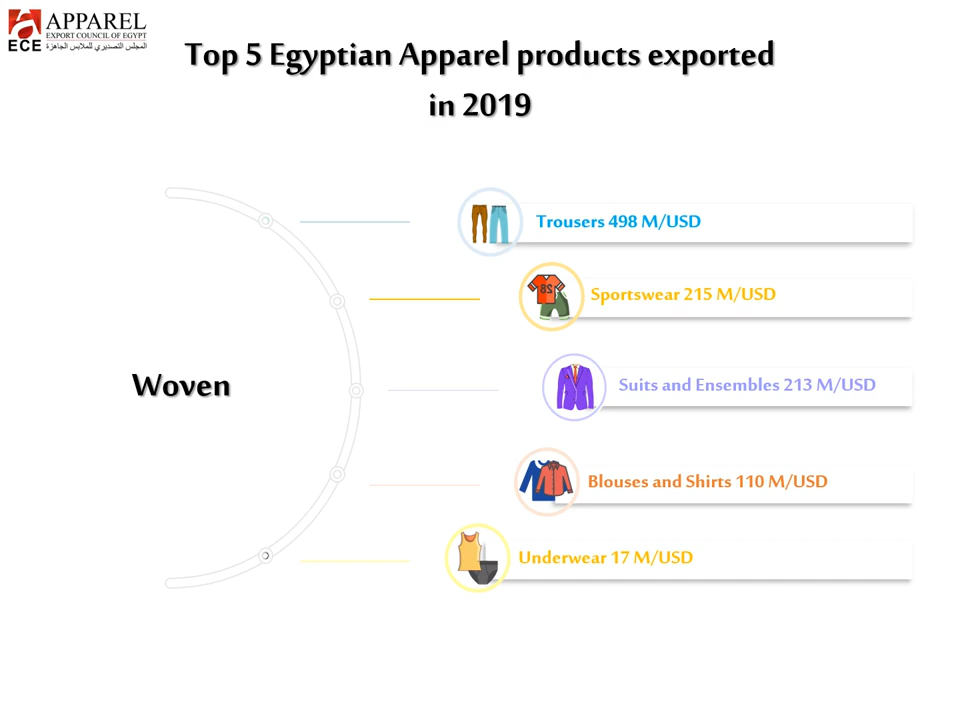 APPAREL
EXPORT COUNCIL OF EGYPT
ECE المجلس التصديري للملابس الجاهزة
Top 5 Egyptian Apparel products exported
in 2019
Trousers 498 M/USD
Sportswear 215 M/USD
Woven
Suits and Ensembles 213 M/USD
Blouses and Shirts 110 M/USD
Underwear 17 M/USD